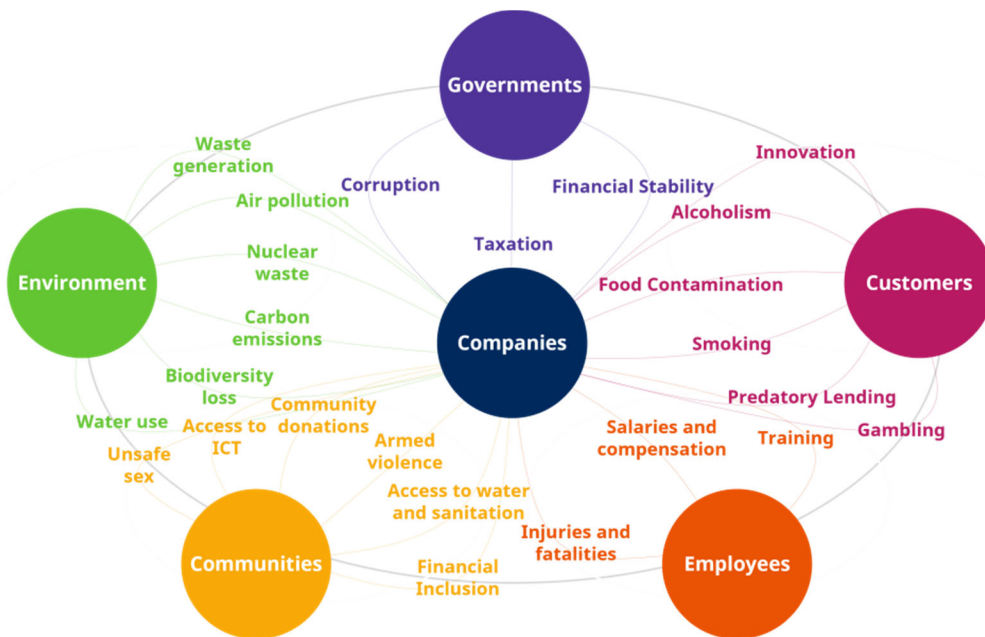 Governments
Waste
generation
Innovation
Corruption
Financial Stability
Air pollution
Alcoholism
Taxation
Nuclear
waste
Environment
Food Contamination
Customers
Carbon
emissions
Companies
Smoking
Biodiversity
loss
Predatory Lending
Water use
Access to
ICT
Community
donations
Salaries and
compensation
Training
Gambling
Unsafe
sex
Armed
violence
Access to water
and sanitation
Injuries and
fatalities
Communities
Financial
Inclusion
Employees